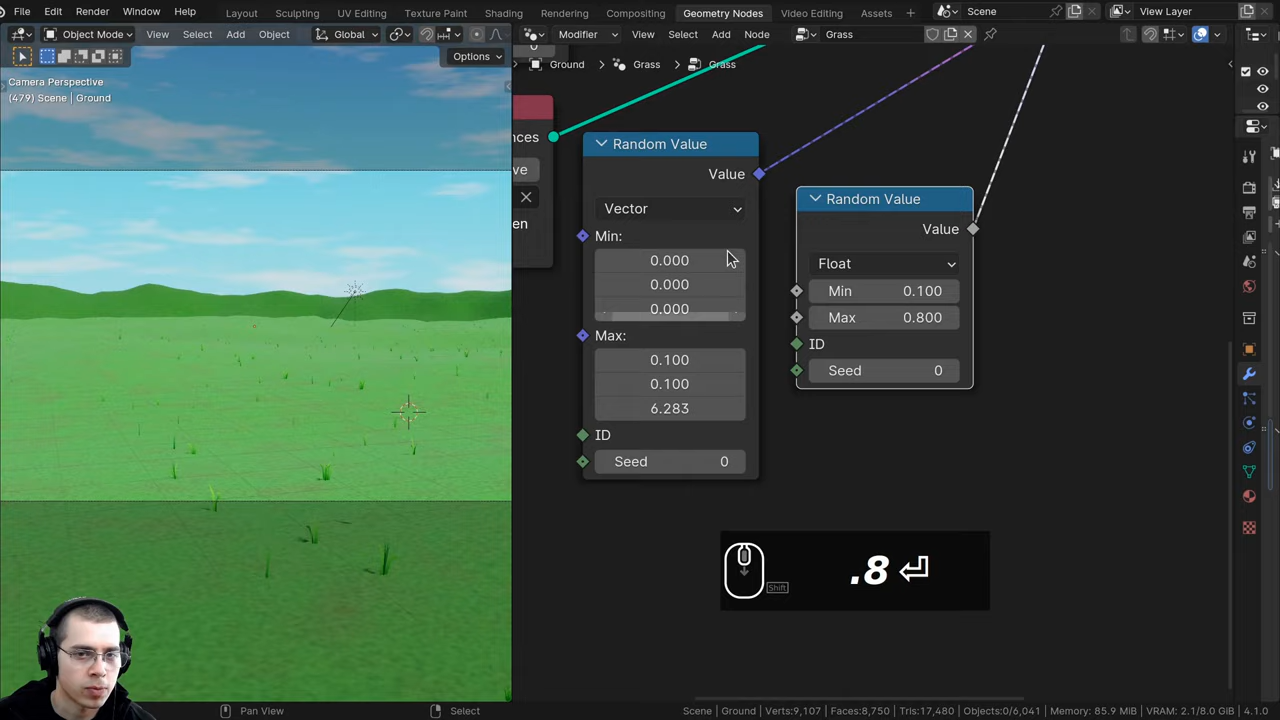 File Edit Render Window Help Layout Sculpting UV Editing Texture Paint Shading Rendering Compositing Geometry Nodes Video Editing Assets Scene View Layer
Object Mode View Select Add Object Global Modifier View Select Add Node Grass
Options
Ground Grass Grass
Camera Perspective
(479) Scene | Ground
nces
ve
en
Random Value
Value
Vector
Min:
0.000
0.000
0.000
Max:
0.100
0.100
6.283
ID
Seed 0
Random Value
Value
Float
Min 0.100
Max 0.800
ID
Seed 0
Shift
.8 ⏎
Pan View Select Scene | Ground | Verts:9,107 | Faces:8,750 | Tris:17,480 | Objects:0/6,041 | Memory: 85.9 MiB | VRAM: 2.1/8.0 GiB | 4.1.0